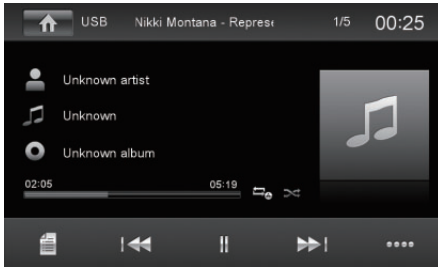 USB Nikki Montana - Represe 1/5 00:25
Unknown artist
Unknown
Unknown album
02:05 05:19